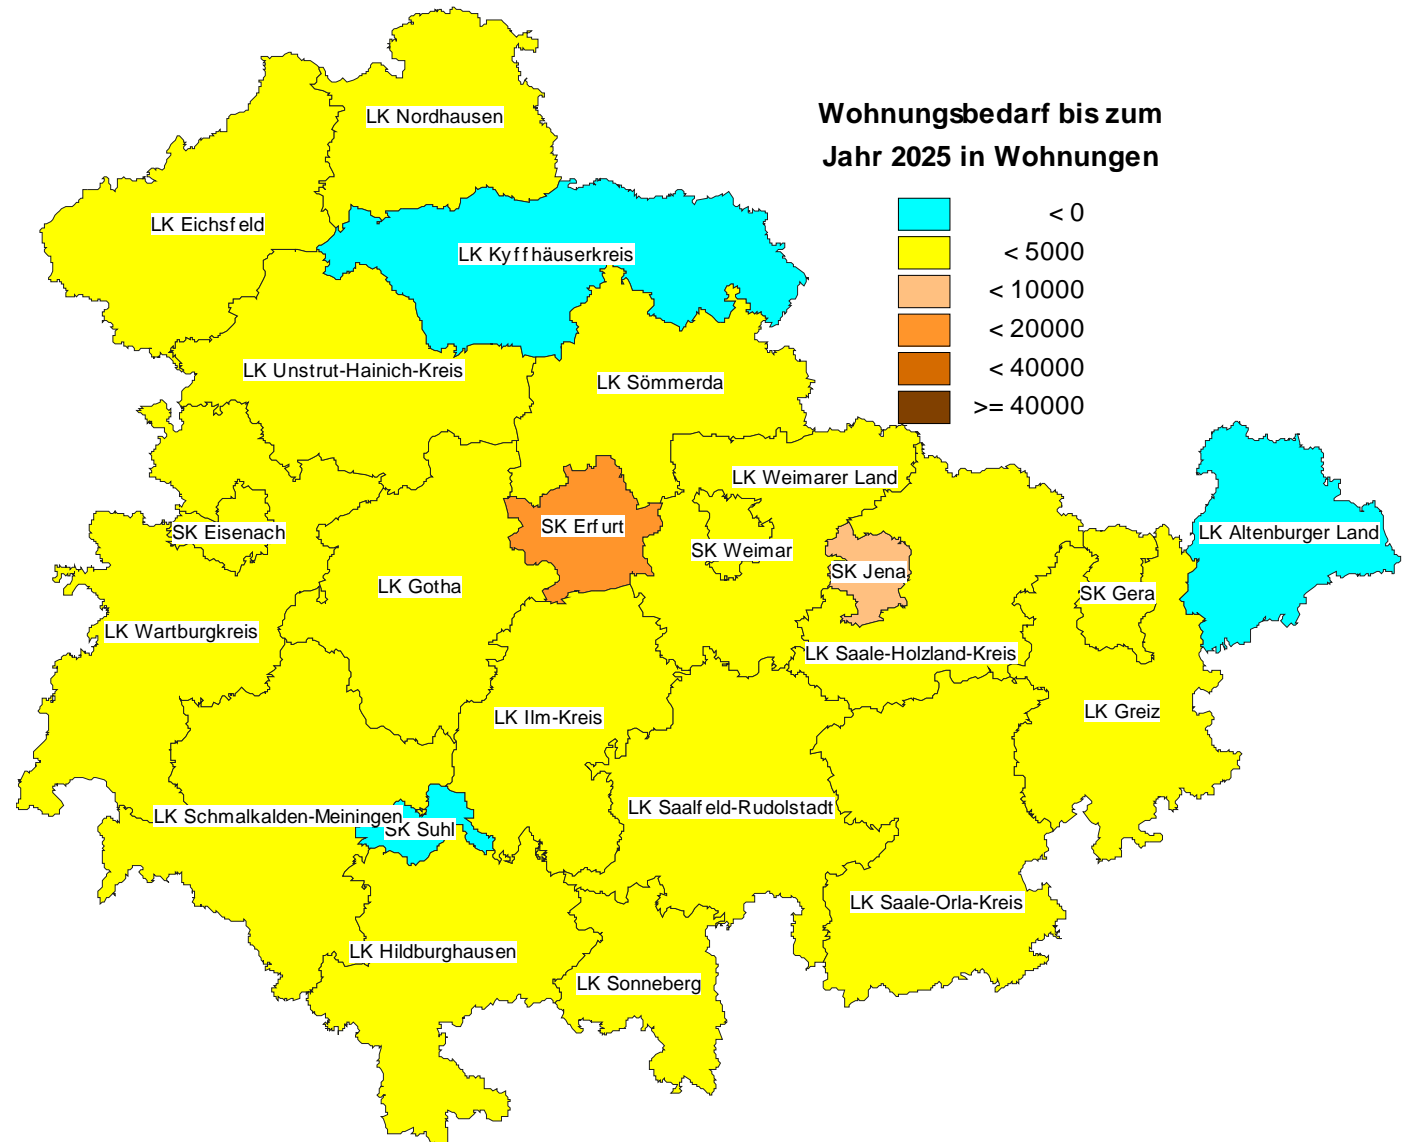 Wohnungsbedarf bis zum
Jahr 2025 in Wohnungen
< 0
< 5000
< 10000
< 20000
< 40000
>= 40000
LK Nordhausen
LK Eichsfeld
LK Kyffhäuserkreis
LK Unstrut-Hainich-Kreis
LK Sömmerda
LK Weimarer Land
SK Erfurt
SK Eisenach
SK Weimar
LK Altenburger Land
SK Jena
LK Gotha
SK Gera
LK Wartburgkreis
LK Saale-Holzland-Kreis
LK Ilm-Kreis
LK Greiz
LK Saalfeld-Rudolstadt
LK Schmalkalden-Meiningen
SK Suhl
LK Saale-Orla-Kreis
LK Hildburghausen
LK Sonneberg